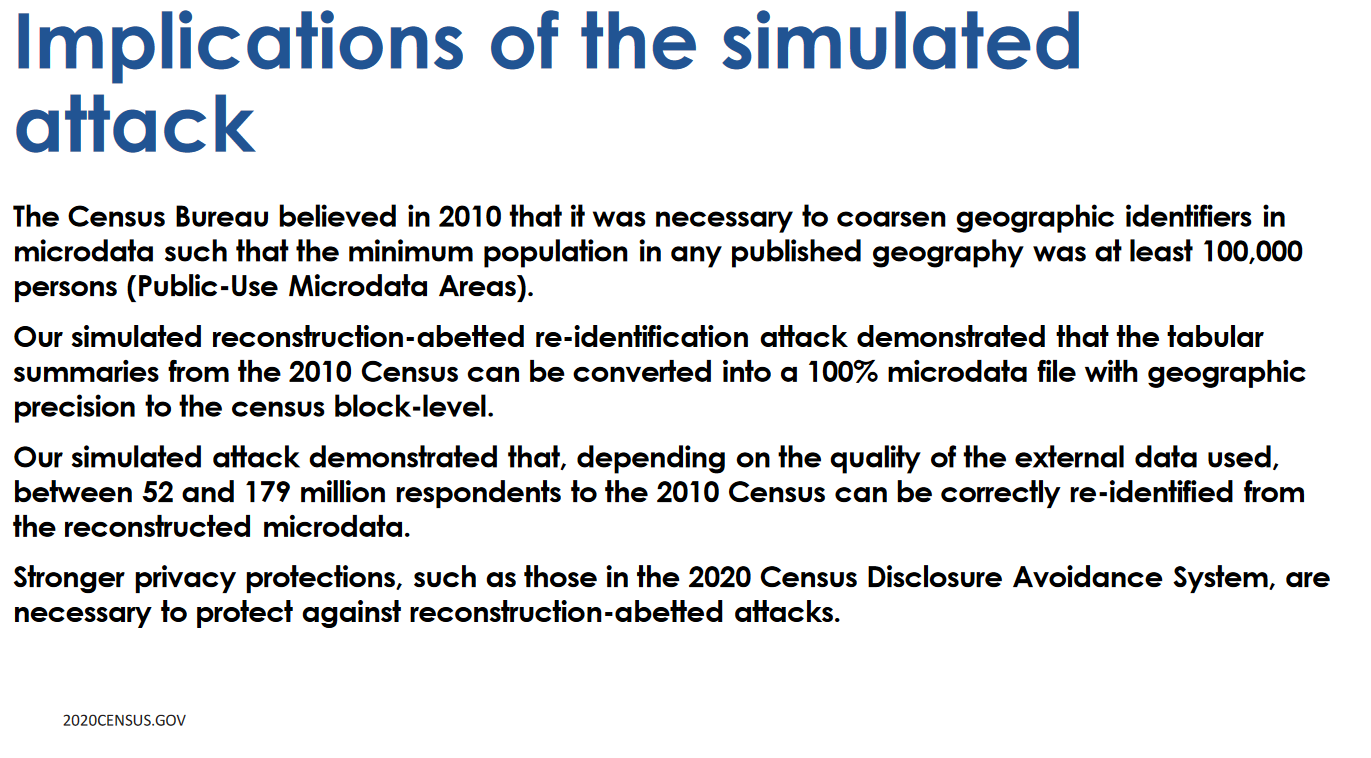 Implications of the simulated
attack
The Census Bureau believed in 2010 that it was necessary to coarsen geographic identifiers in
microdata such that the minimum population in any published geography was at least 100,000
persons (Public-Use Microdata Areas).
Our simulated reconstruction-abetted re-identification attack demonstrated that the tabular
summaries from the 2010 Census can be converted into a 100% microdata file with geographic
precision to the census block-level.
Our simulated attack demonstrated that, depending on the quality of the external data used,
between 52 and 179 million respondents to the 2010 Census can be correctly re-identified from
the reconstructed microdata.
Stronger privacy protections, such as those in the 2020 Census Disclosure Avoidance System, are
necessary to protect against reconstruction-abetted attacks.
2020CENSUS.GOV